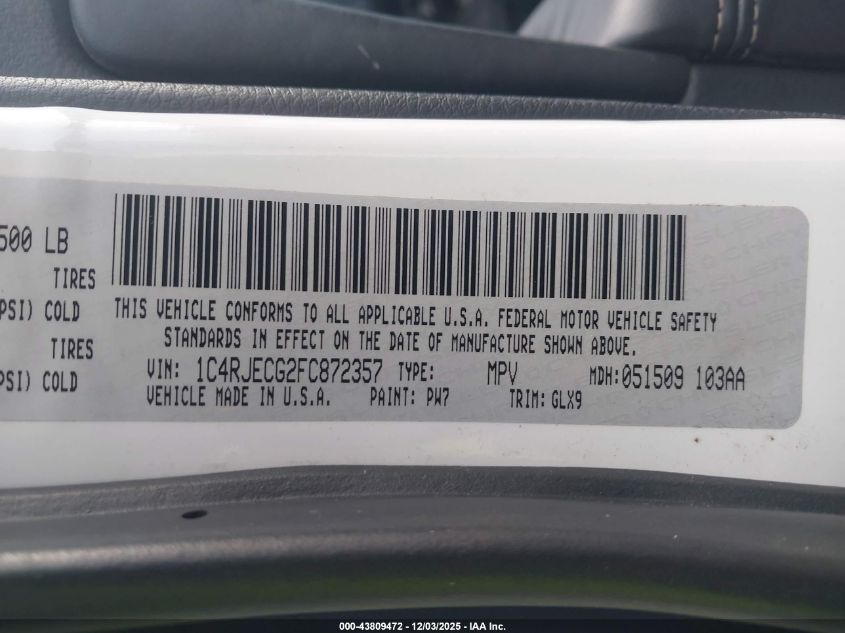 500 LB
TIRES
PSI) COLD
TIRES
PSI) COLD
THIS VEHICLE CONFORMS TO ALL APPLICABLE U.S.A. FEDERAL MOTOR VEHICLE SAFETY
STANDARDS IN EFFECT ON THE DATE OF MANUFACTURE SHOWN ABOVE.
VIN: 1C4RJECG2FC872357 TYPE: MPV MDH:051509 103AA
VEHICLE MADE IN U.S.A. PAINT: PW7 TRIM:GLX9
000-43809472 - 12/03/2025 - IAA Inc.